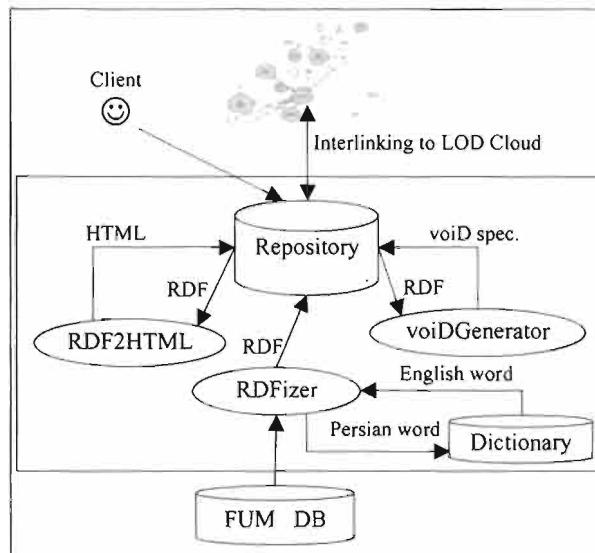 Client
Interlinking to LOD Cloud
HTML
Repository
voiD spec.
RDF
RDF
RDF2HTML
RDF
voiDGenerator
RDFizer
English word
Persian word
Dictionary
FUM DB